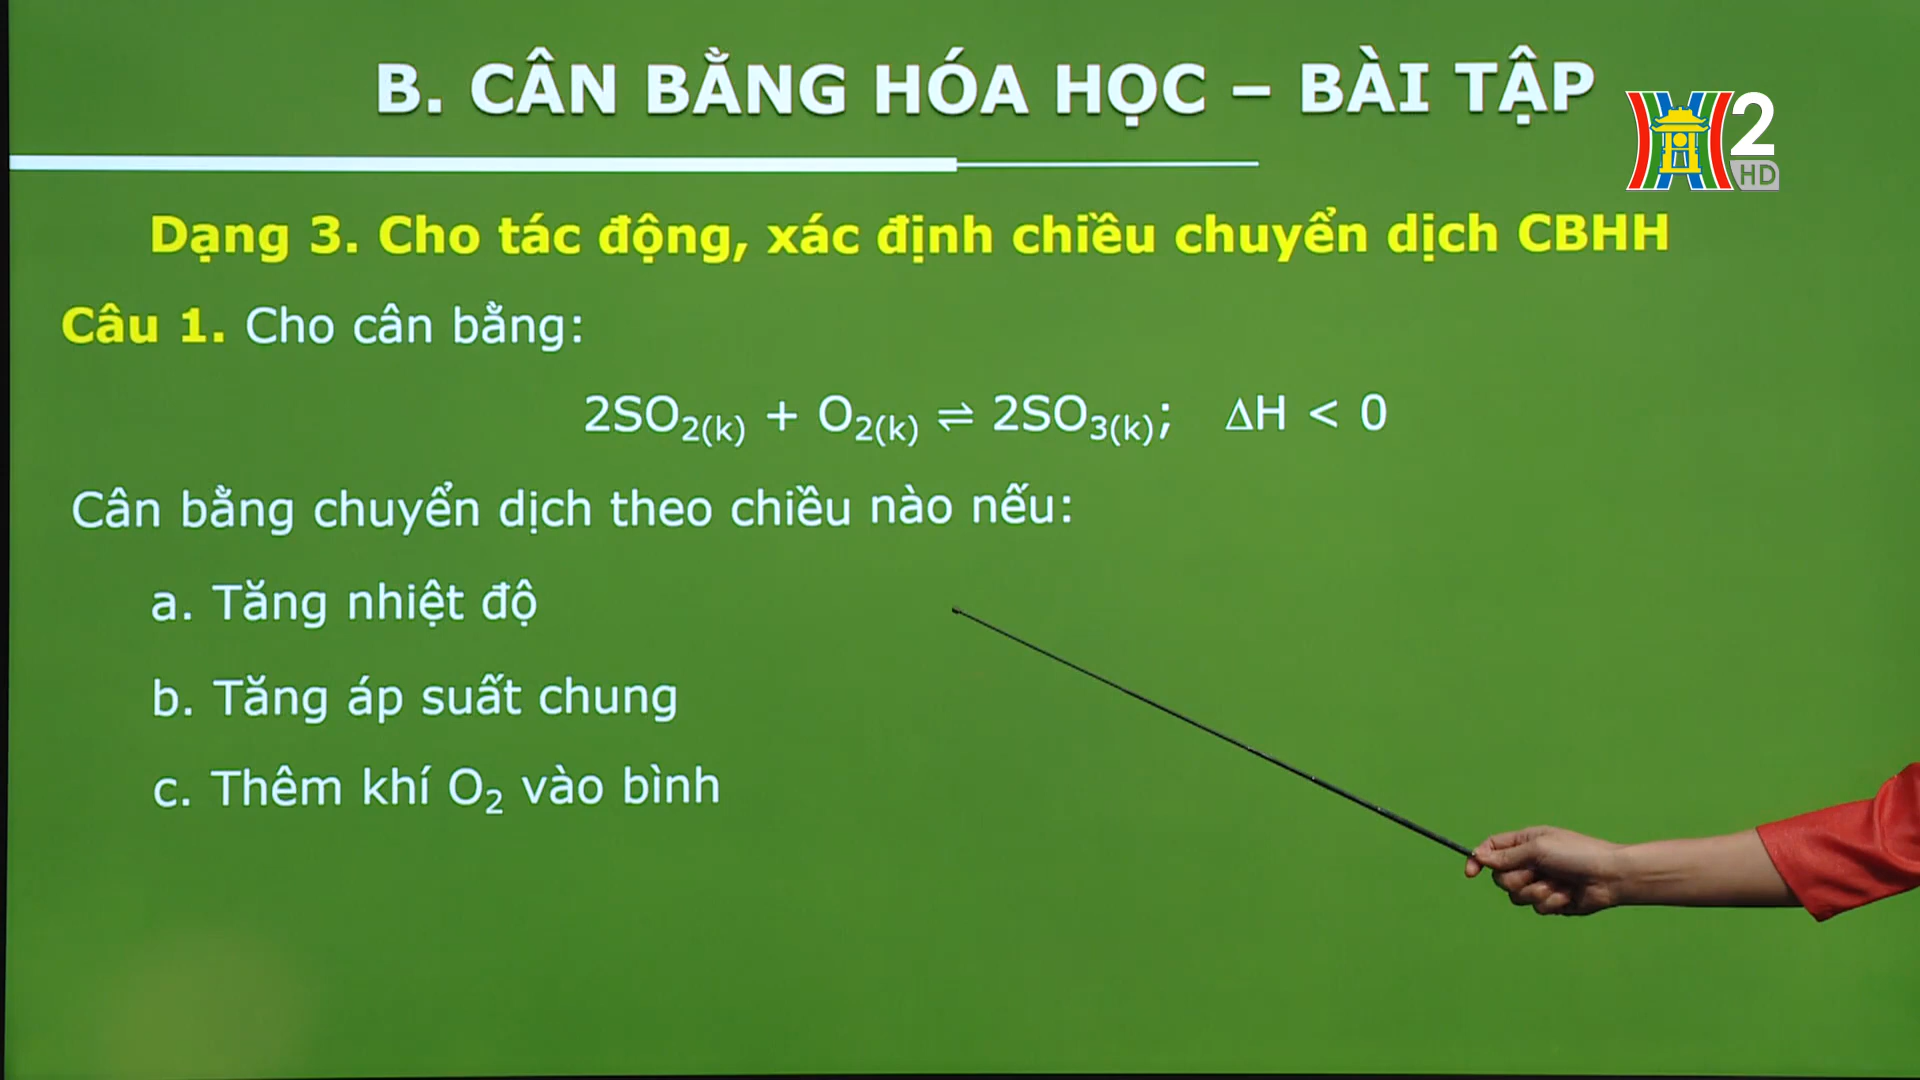 B. CÂN BẰNG HÓA HỌC – BÀI TẬP
H2
HD
Dạng 3. Cho tác động, xác định chiều chuyển dịch CBHH
Câu 1. Cho cân bằng:
2SO₂₍ₖ₎ + O₂₍ₖ₎ ⇌ 2SO₃₍ₖ₎; ΔH < 0
Cân bằng chuyển dịch theo chiều nào nếu:
a. Tăng nhiệt độ
b. Tăng áp suất chung
c. Thêm khí O₂ vào bình